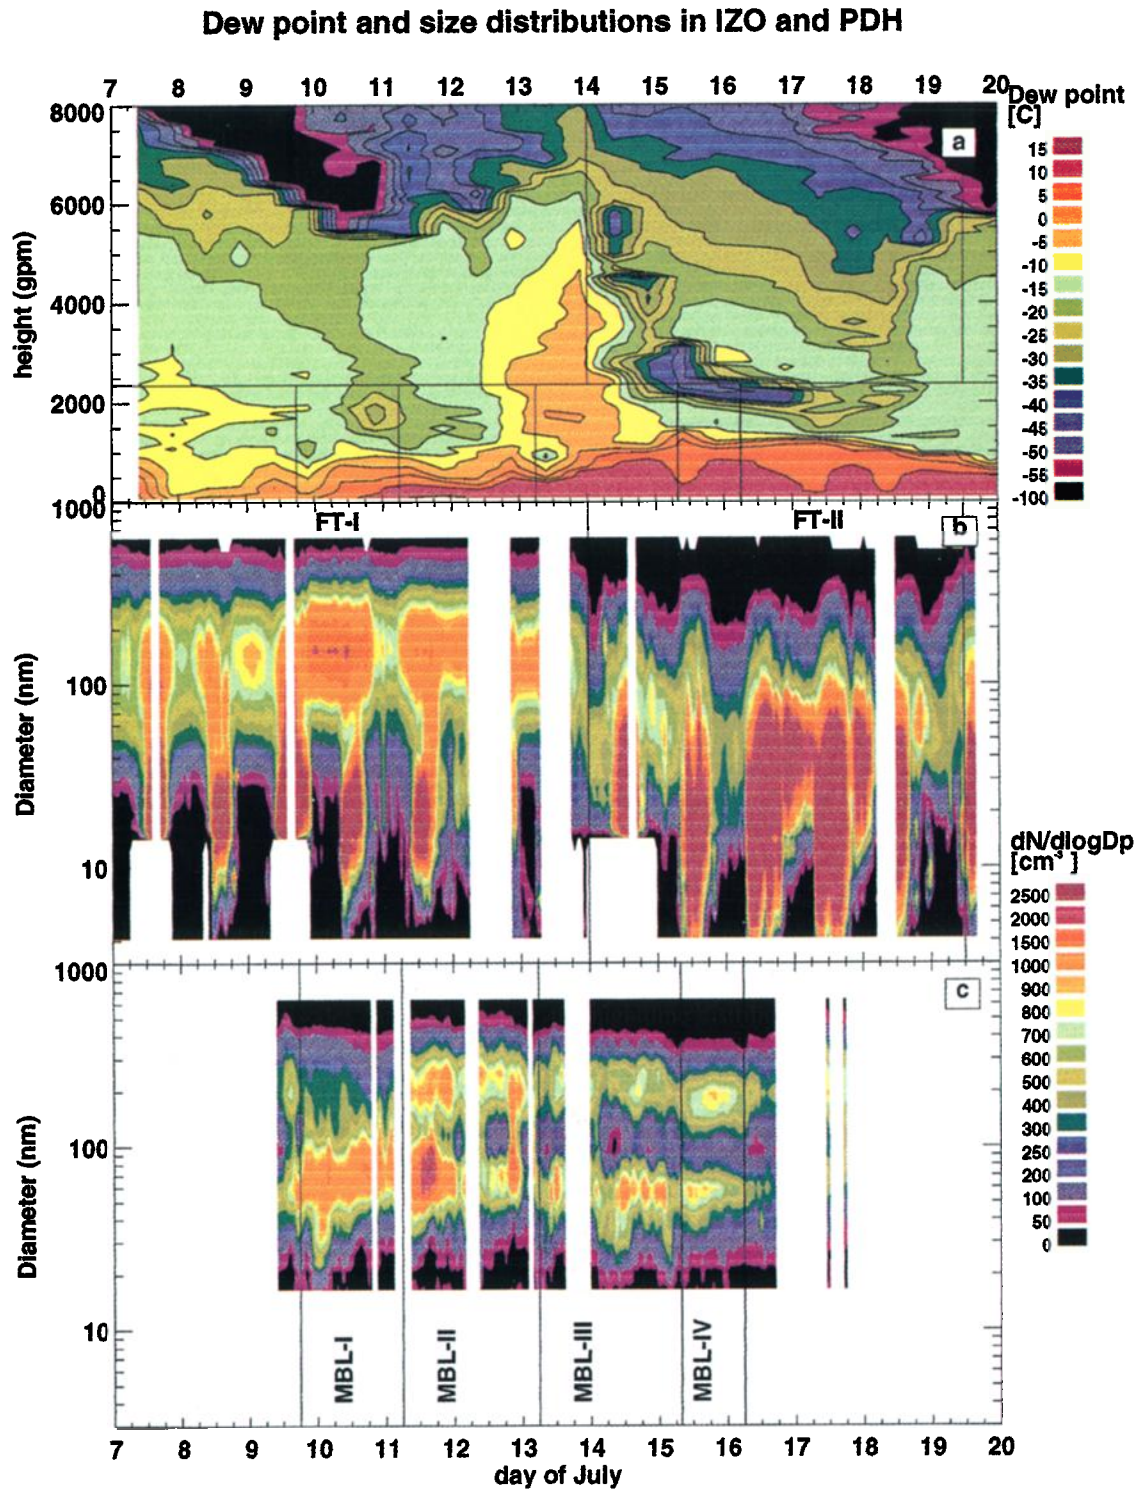 Dew point and size distributions in IZO and PDH
7 8 9 10 11 12 13 14 15 16 17 18 19 20
Dew point
[C]
a
8000
6000
4000
2000
0
height (gpm)
15
10
5
0
-5
-10
-15
-20
-25
-30
-35
-40
-45
-50
-55
-100
FT-I FT-II
b
1000
100
10
Diameter (nm)
dN/dlogDp
[cm-3]
2500
2000
1500
1000
900
800
700
600
500
400
300
250
200
100
50
0
c
1000
100
10
Diameter (nm)
MBL-I
MBL-II
MBL-III
MBL-IV
7 8 9 10 11 12 13 14 15 16 17 18 19 20
day of July